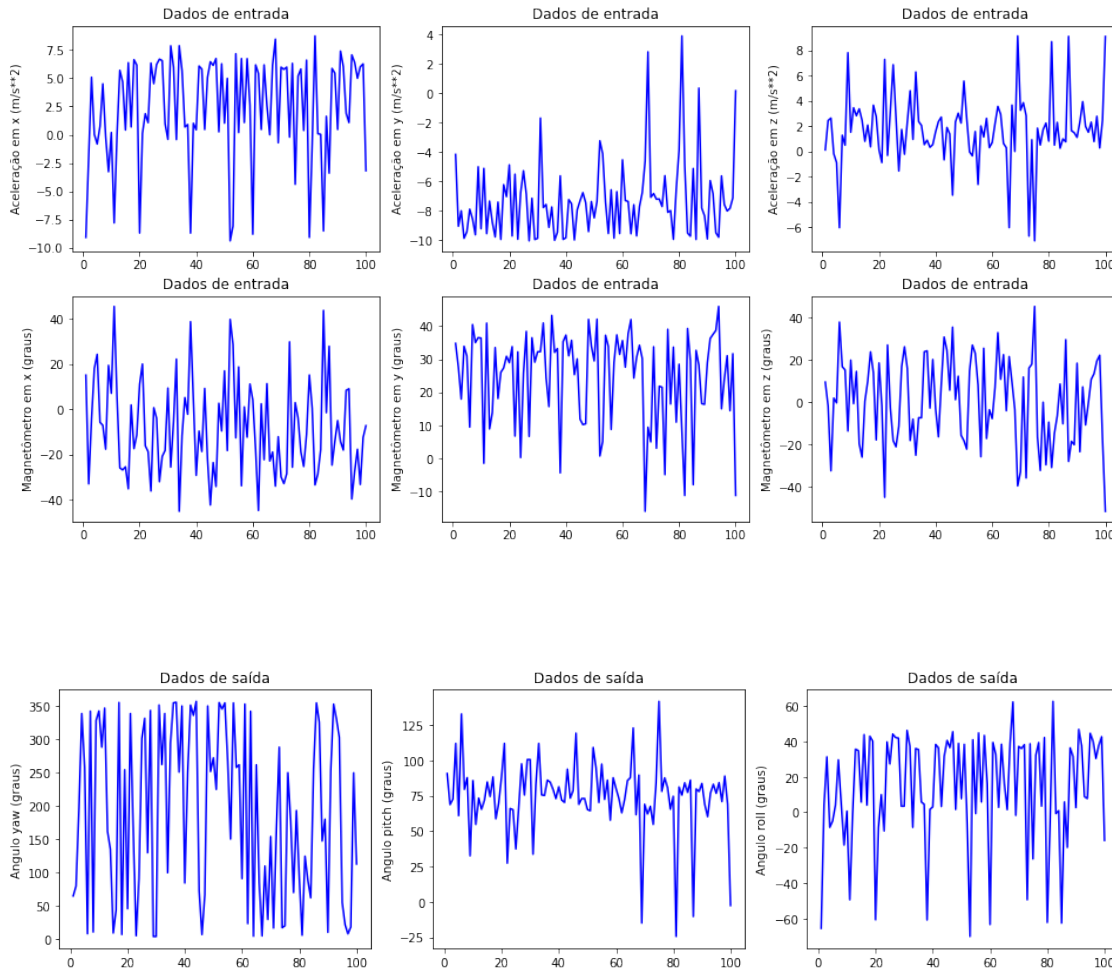 Dados de entrada
Aceleração em x (m/s**2)
7.5
5.0
2.5
0.0
−2.5
−5.0
−7.5
−10.0
0 20 40 60 80 100
Dados de entrada
Aceleração em y (m/s**2)
4
2
0
−2
−4
−6
−8
−10
0 20 40 60 80 100
Dados de entrada
Aceleração em z (m/s**2)
8
6
4
2
0
−2
−4
−6
0 20 40 60 80 100
Dados de entrada
Magnetômetro em x (graus)
40
20
0
−20
−40
0 20 40 60 80 100
Dados de entrada
Magnetômetro em y (graus)
40
30
20
10
0
−10
0 20 40 60 80 100
Dados de entrada
Magnetômetro em z (graus)
40
20
0
−20
−40
0 20 40 60 80 100
Dados de saída
Angulo yaw (graus)
350
300
250
200
150
100
50
0
0 20 40 60 80 100
Dados de saída
Angulo pitch (graus)
125
100
75
50
25
0
−25
0 20 40 60 80 100
Dados de saída
Angulo roll (graus)
60
40
20
0
−20
−40
−60
0 20 40 60 80 100